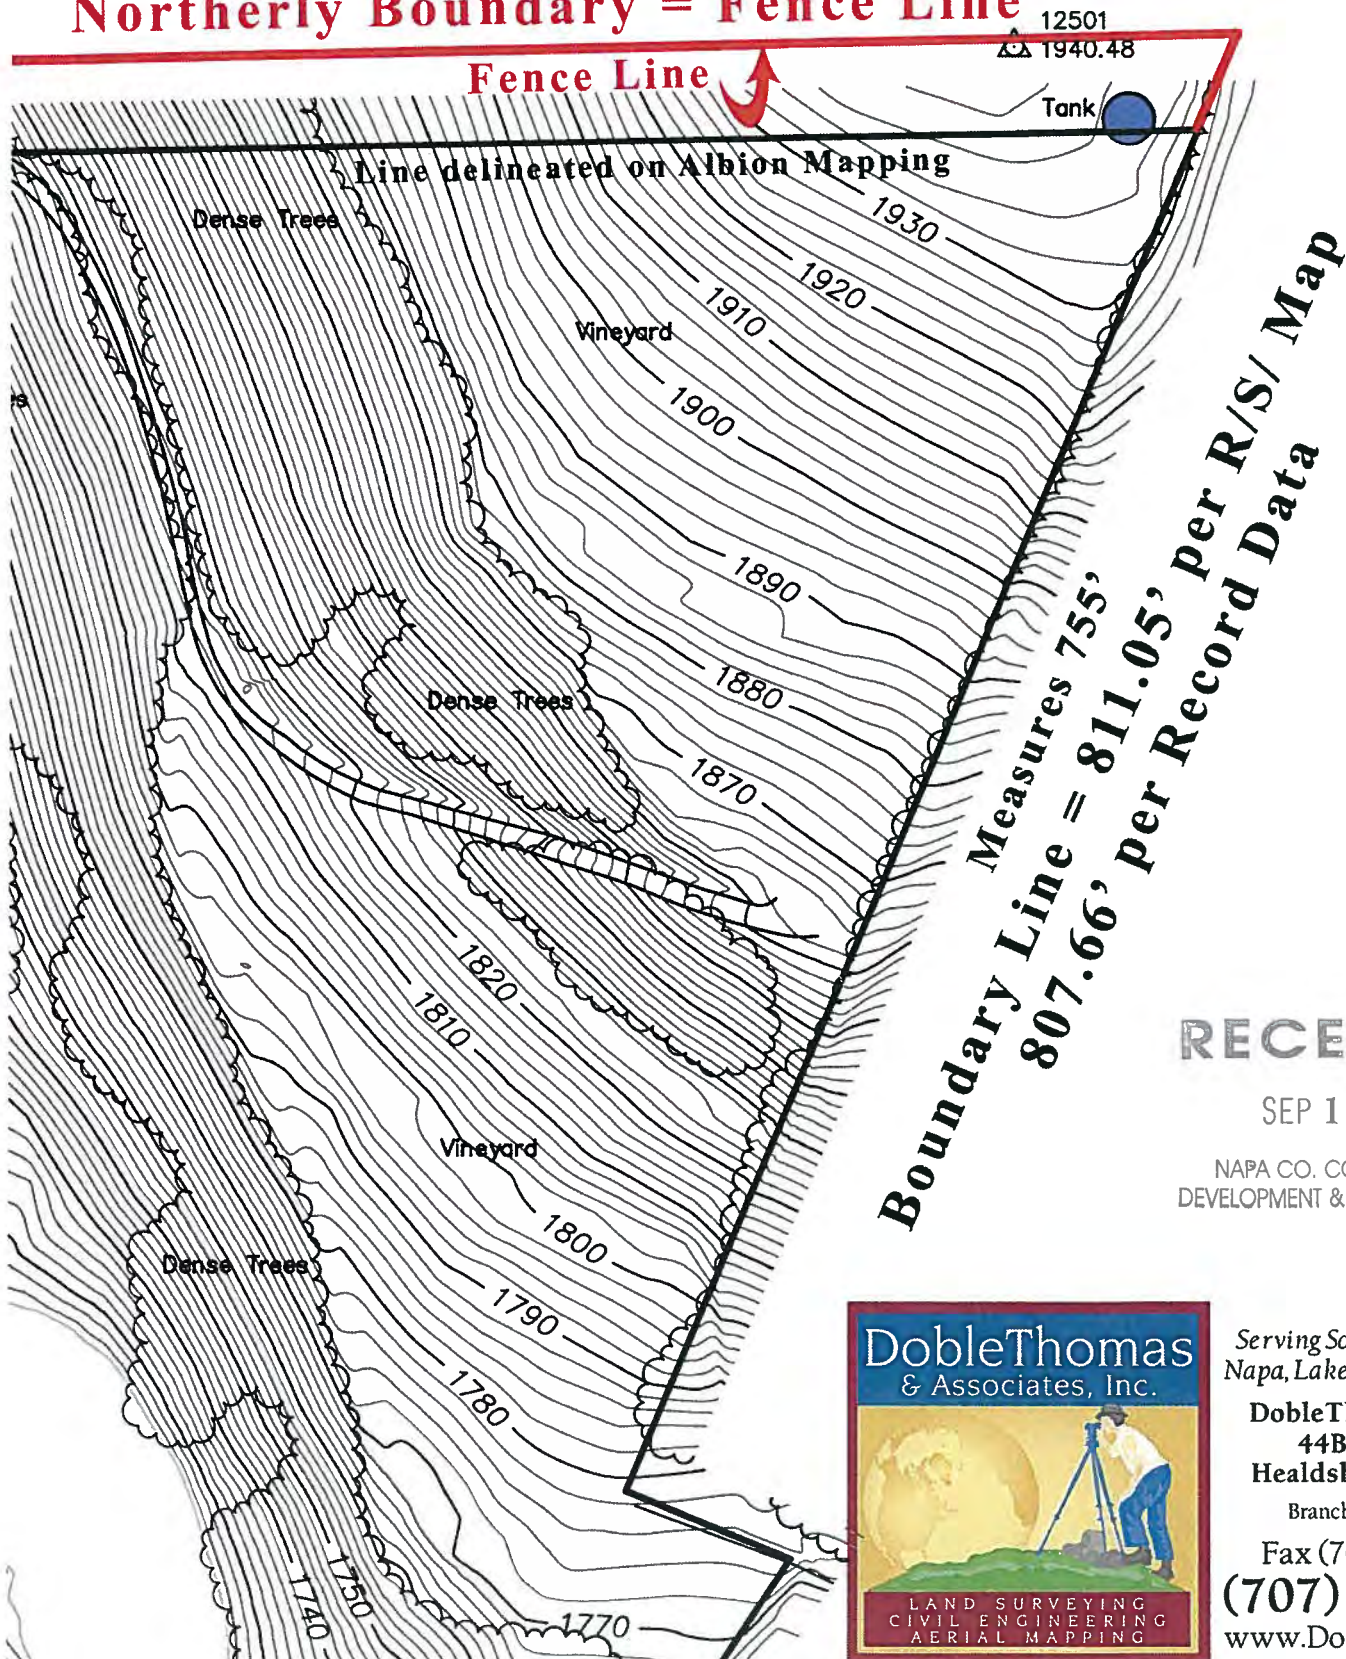 Northerly Boundary = Fence Line
12501
1940.48
Fence Line
Tank
Line delineated on Albion Mapping
Dense Trees
1930
1920
1910
Vineyard
1900
1890
1880
Dense Trees
1870
Measures 755'
Boundary Line = 811.05' per R/S/ Map
807.66' per Record Data
1820
1810
Vineyard
1800
Dense Trees
1790
1780
1750
1740
1770
RECE
SEP 1
NAPA CO. CO
DEVELOPMENT &
DobleThomas
& Associates, Inc.
LAND SURVEYING
CIVIL ENGINEERING
AERIAL MAPPING
Serving So
Napa, Lake
DobleTh
44B
Healdsb
Branch
Fax (70
(707)
www.Do